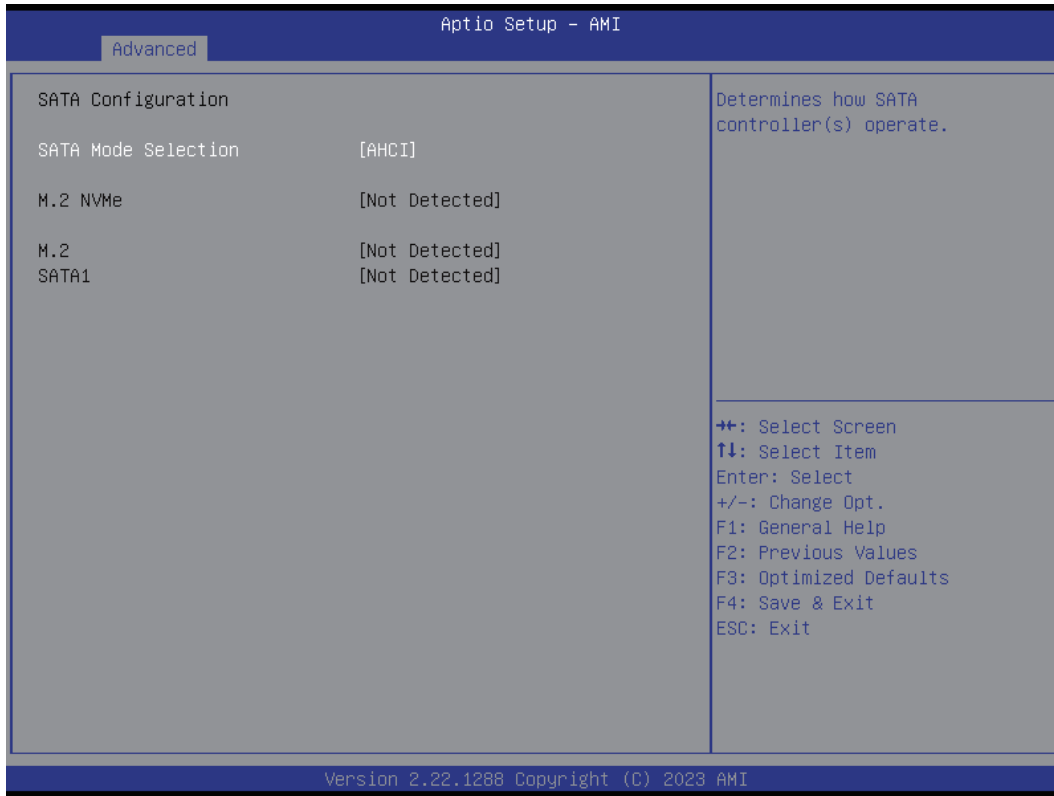 Aptio Setup – AMI
Advanced
SATA Configuration
SATA Mode Selection [AHCI]
M.2 NVMe [Not Detected]
M.2 [Not Detected]
SATA1 [Not Detected]
Determines how SATA
controller(s) operate.
→←: Select Screen
↑↓: Select Item
Enter: Select
+/-: Change Opt.
F1: General Help
F2: Previous Values
F3: Optimized Defaults
F4: Save & Exit
ESC: Exit
Version 2.22.1288 Copyright (C) 2023 AMI